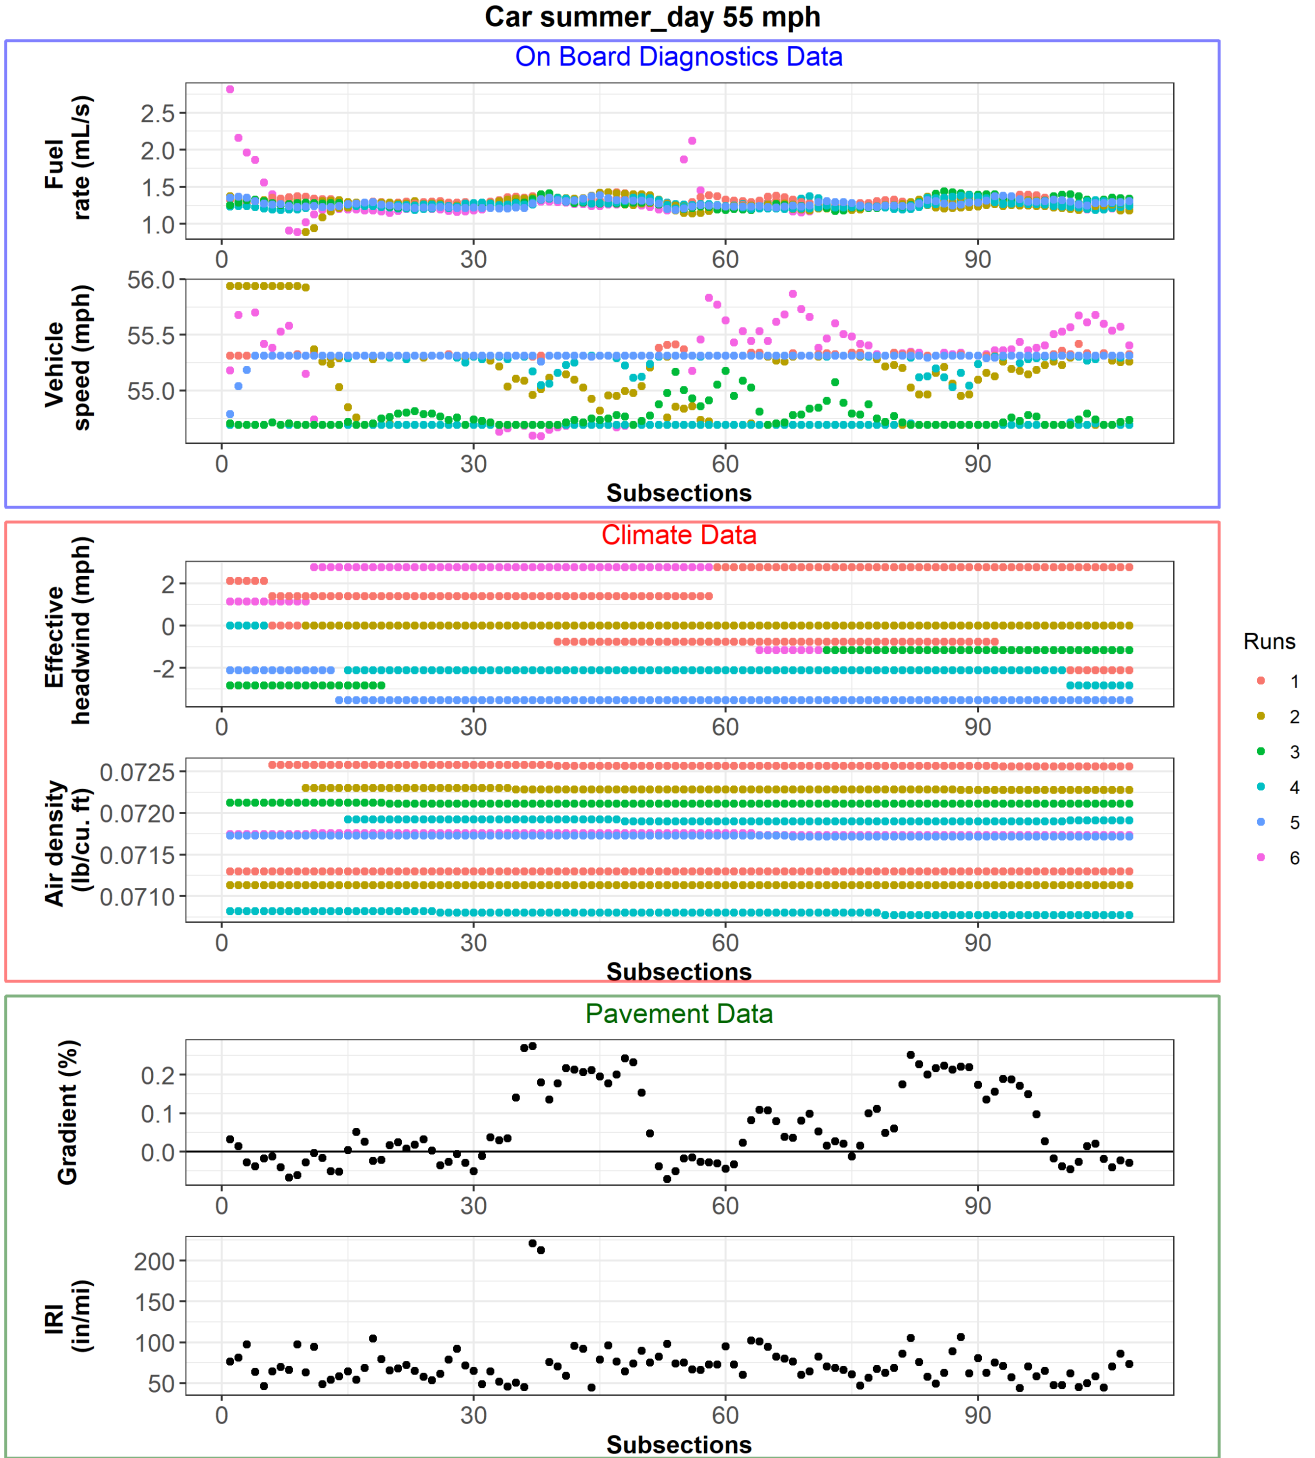 Car summer_day 55 mph
On Board Diagnostics Data
Fuel
rate (mL/s)
2.5
2.0
1.5
1.0
0 30 60 90
Vehicle
speed (mph)
56.0
55.5
55.0
0 30 60 90
Subsections
Climate Data
Effective
headwind (mph)
2
0
-2
0 30 60 90
Air density
(lb/cu. ft)
0.0725
0.0720
0.0715
0.0710
0 30 60 90
Subsections
Runs
1
2
3
4
5
6
Pavement Data
Gradient (%)
0.2
0.1
0.0
0 30 60 90
IRI
(in/mi)
200
150
100
50
0 30 60 90
Subsections